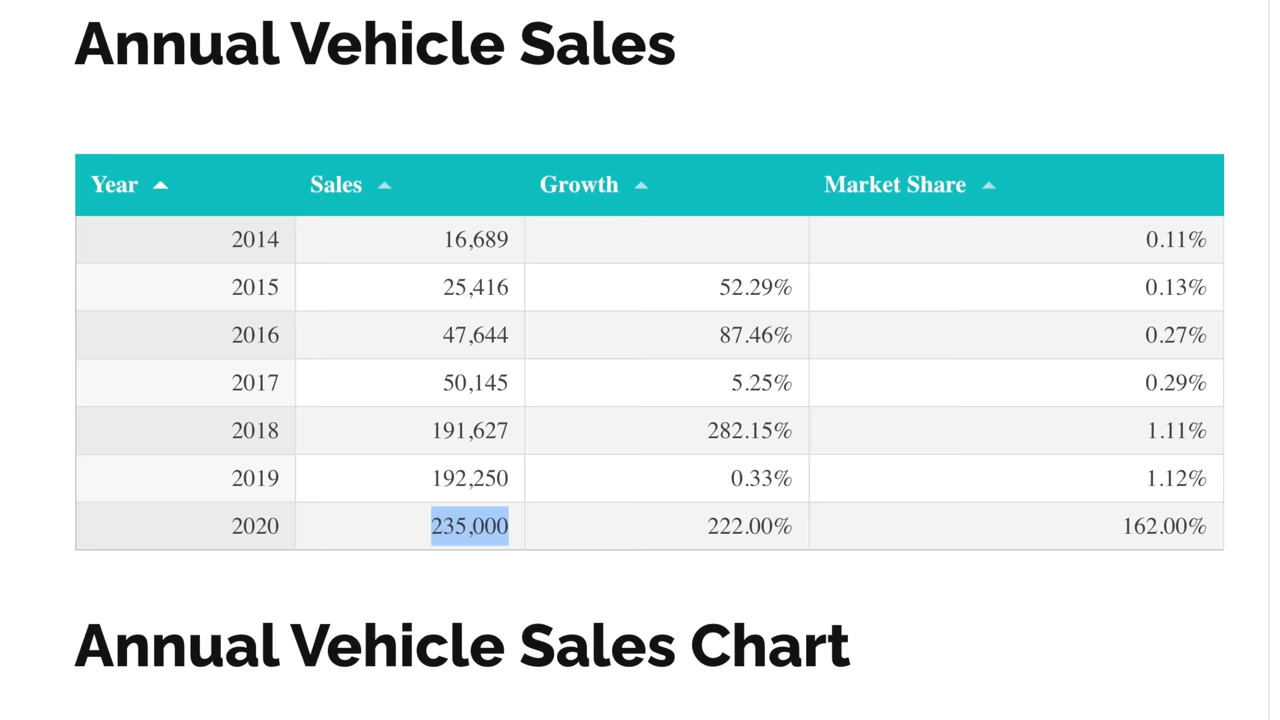 Annual Vehicle Sales
Year Sales Growth Market Share
2014 16,689 0.11%
2015 25,416 52.29% 0.13%
2016 47,644 87.46% 0.27%
2017 50,145 5.25% 0.29%
2018 191,627 282.15% 1.11%
2019 192,250 0.33% 1.12%
2020 235,000 222.00% 162.00%
Annual Vehicle Sales Chart